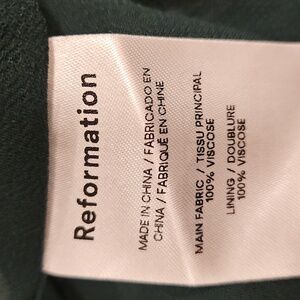 Reformation
MADE IN CHINA / FABRICADO EN
CHINA / FABRIQUÉ EN CHINE
MAIN FABRIC / TISSU PRINCIPAL
100% VISCOSE
LINING / DOUBLURE
100% VISCOSE